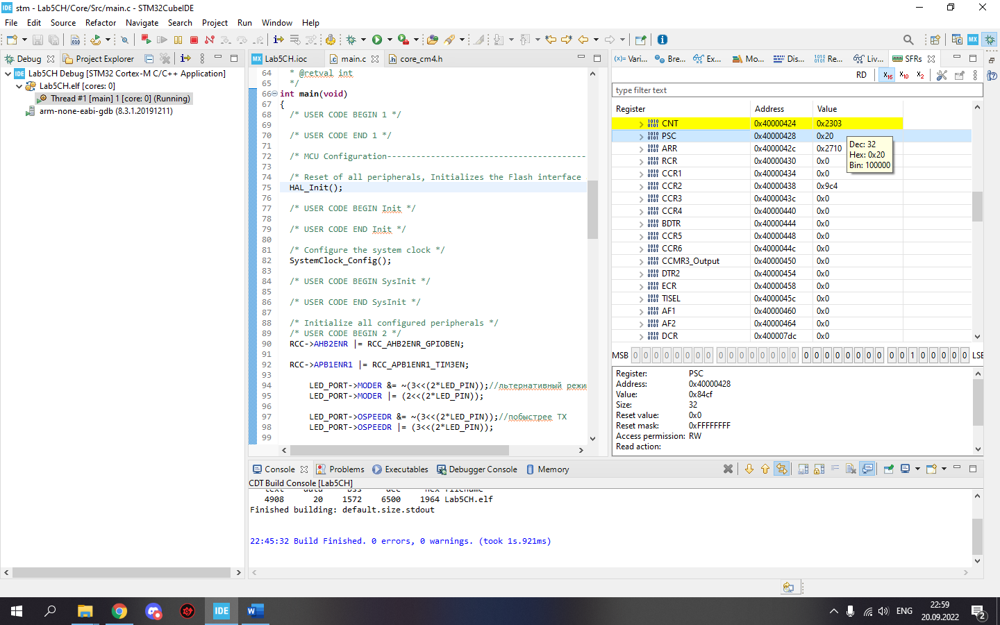 stm - Lab5CH/Core/Src/main.c - STM32CubeIDE
File Edit Source Refactor Navigate Search Project Run Window Help
Debug Project Explorer
Lab5CH Debug [STM32 Cortex-M C/C++ Application]
Lab5CH.elf [cores: 0]
Thread #1 [main] 1 [core: 0] (Running)
arm-none-eabi-gdb (8.3.1.20191211)
Lab5CH.ioc main.c core_cm4.h
64 * @retval int
65 */
66 int main(void)
67 {
68 /* USER CODE BEGIN 1 */
69
70 /* USER CODE END 1 */
71
72 /* MCU Configuration-----------------------------------------
73
74 /* Reset of all peripherals, Initializes the Flash interface
75 HAL_Init();
76
77 /* USER CODE BEGIN Init */
78
79 /* USER CODE END Init */
80
81 /* Configure the system clock */
82 SystemClock_Config();
83
84 /* USER CODE BEGIN SysInit */
85
86 /* USER CODE END SysInit */
87
88 /* Initialize all configured peripherals */
89 /* USER CODE BEGIN 2 */
90 RCC->AHB2ENR |= RCC_AHB2ENR_GPIOBEN;
91
92 RCC->APB1ENR1 |= RCC_APB1ENR1_TIM3EN;
93
94 LED_PORT->MODER &= ~(3<<(2*LED_PIN));//льтернативный режи
95 LED_PORT->MODER |= (2<<(2*LED_PIN));
96
97 LED_PORT->OSPEEDR &= ~(3<<(2*LED_PIN));//побыстрее ТХ
98 LED_PORT->OSPEEDR |= (3<<(2*LED_PIN));
99
(x)= Vari... Bre... Ex... Mo... Dis... Re... Liv... SFRs
RD X16 X10 X2
type filter text
Register Address Value
CNT 0x40000424 0x2303
PSC 0x40000428 0x20
ARR 0x4000042c 0x2710
RCR 0x40000430 0x0
CCR1 0x40000434 0x0
CCR2 0x40000438 0x9c4
CCR3 0x4000043c 0x0
CCR4 0x40000440 0x0
BDTR 0x40000444 0x0
CCR5 0x40000448 0x0
CCR6 0x4000044c 0x0
CCMR3_Output 0x40000450 0x0
DTR2 0x40000454 0x0
ECR 0x40000458 0x0
TISEL 0x4000045c 0x0
AF1 0x40000460 0x0
AF2 0x40000464 0x0
DCR 0x400007dc 0x0
Dec: 32
Hex: 0x20
Bin: 100000
MSB 0 0 0 0 0 0 0 0 0 0 0 0 0 0 0 0 0 0 0 0 0 0 0 0 0 0 1 0 0 0 0 0 LSE
Register: PSC
Address: 0x40000428
Value: 0x84cf
Size: 32
Reset value: 0x0
Reset mask: 0xFFFFFFFF
Access permission: RW
Read action:
Console Problems Executables Debugger Console Memory
CDT Build Console [Lab5CH]
text data bss dec hex filename
4908 20 1572 6500 1964 Lab5CH.elf
Finished building: default.size.stdout
22:45:32 Build Finished. 0 errors, 0 warnings. (took 1s.921ms)
IDE
ENG
22:59
20.09.2022
2